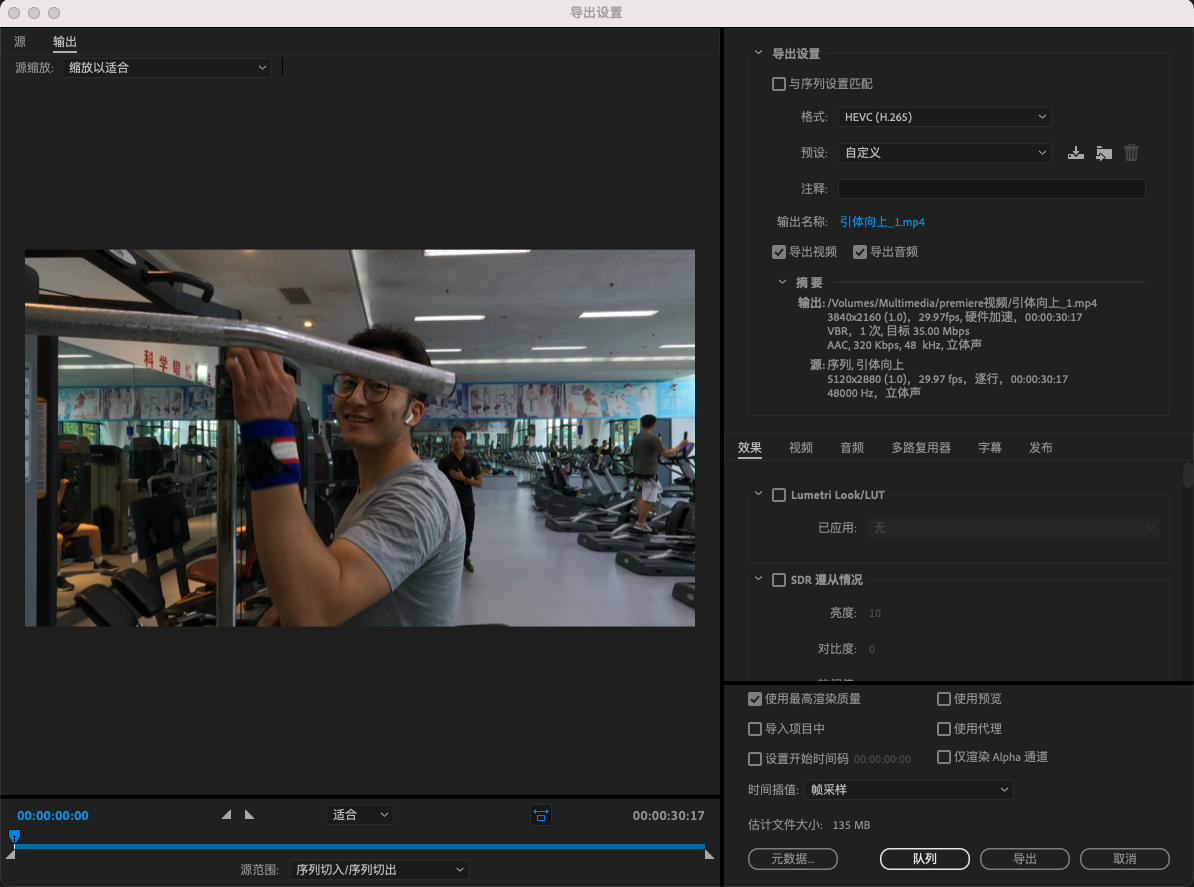 导出设置
源 输出
源缩放: 缩放以适合
科学锻炼
00:00:00:00 适合 00:00:30:17
源范围: 序列切入/序列切出
导出设置
与序列设置匹配
格式: HEVC (H.265)
预设: 自定义
注释:
输出名称: 引体向上_1.mp4
导出视频 导出音频
摘要
输出: /Volumes/Multimedia/premiere视频/引体向上_1.mp4
3840x2160 (1.0)，29.97fps, 硬件加速，00:00:30:17
VBR，1 次, 目标 35.00 Mbps
AAC, 320 Kbps, 48 kHz, 立体声
源: 序列, 引体向上
5120x2880 (1.0)，29.97 fps，逐行，00:00:30:17
48000 Hz，立体声
效果 视频 音频 多路复用器 字幕 发布
Lumetri Look/LUT
已应用: 无
SDR 遵从情况
亮度: 10
对比度: 0
使用最高渲染质量 使用预览
导入项目中 使用代理
设置开始时间码 00:00:00:00 仅渲染 Alpha 通道
时间插值: 帧采样
估计文件大小: 135 MB
元数据... 队列 导出 取消